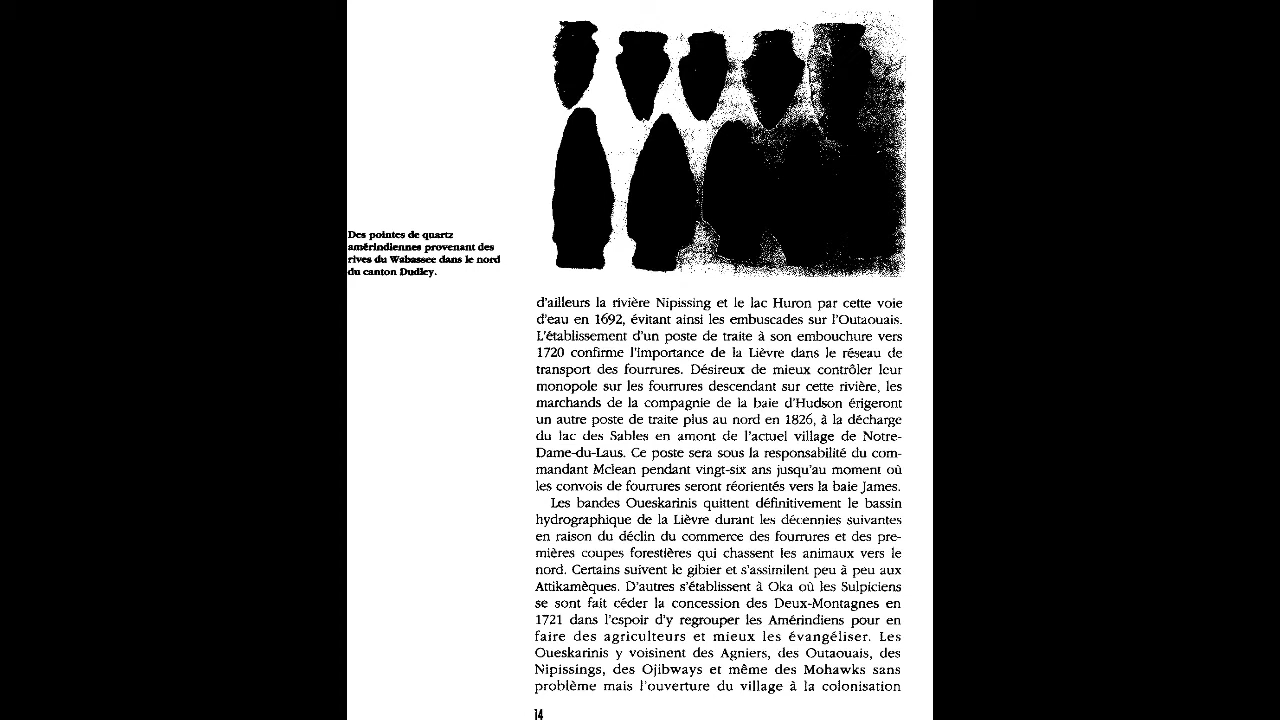 Des pointes de quartz
amérindiennes provenant des
rives du Wabassee dans le nord
du canton Dudley.
d'ailleurs la rivière Nipissing et le lac Huron par cette voie
d'eau en 1692, évitant ainsi les embuscades sur l'Outaouais.
L'établissement d'un poste de traite à son embouchure vers
1720 confirme l'importance de la Lièvre dans le réseau de
transport des fourrures. Désireux de mieux contrôler leur
monopole sur les fourrures descendant sur cette rivière, les
marchands de la compagnie de la baie d'Hudson érigeront
un autre poste de traite plus au nord en 1826, à la décharge
du lac des Sables en amont de l'actuel village de Notre-
Dame-du-Laus. Ce poste sera sous la responsabilité du com-
mandant Mclean pendant vingt-six ans jusqu'au moment où
les convois de fourrures seront réorientés vers la baie James.
Les bandes Oueskarinis quittent définitivement le bassin
hydrographique de la Lièvre durant les décennies suivantes
en raison du déclin du commerce des fourrures et des pre-
mières coupes forestières qui chassent les animaux vers le
nord. Certains suivent le gibier et s'assimilent peu à peu aux
Attikamèques. D'autres s'établissent à Oka où les Sulpiciens
se sont fait céder la concession des Deux-Montagnes en
1721 dans l'espoir d'y regrouper les Amérindiens pour en
faire des agriculteurs et mieux les évangéliser. Les
Oueskarinis y voisinent des Agniers, des Outaouais, des
Nipissings, des Ojibways et même des Mohawks sans
problème mais l'ouverture du village à la colonisation
14